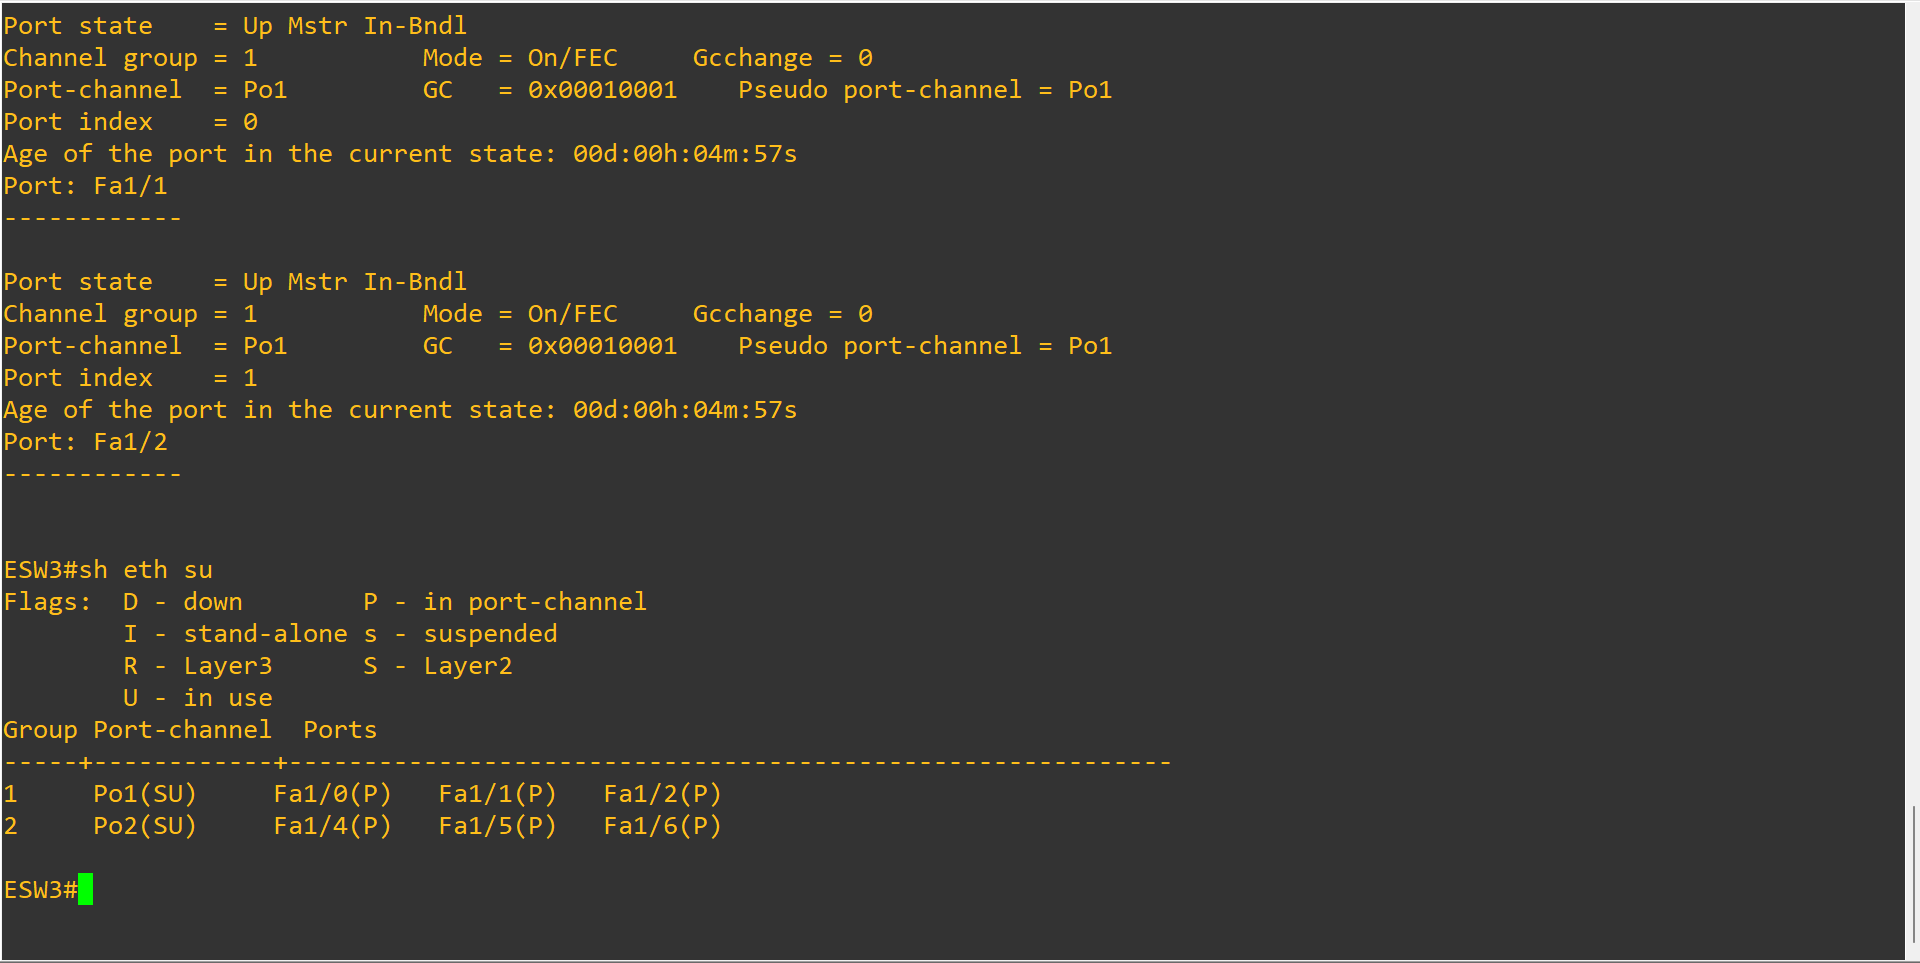 Port state    = Up Mstr In-Bndl
Channel group = 1           Mode = On/FEC     Gcchange = 0
Port-channel  = Po1         GC   = 0x00010001    Pseudo port-channel = Po1
Port index    = 0
Age of the port in the current state: 00d:00h:04m:57s
Port: Fa1/1
------------
Port state    = Up Mstr In-Bndl
Channel group = 1           Mode = On/FEC     Gcchange = 0
Port-channel  = Po1         GC   = 0x00010001    Pseudo port-channel = Po1
Port index    = 1
Age of the port in the current state: 00d:00h:04m:57s
Port: Fa1/2
------------
ESW3#sh eth su
Flags:  D - down        P - in port-channel
        I - stand-alone s - suspended
        R - Layer3      S - Layer2
        U - in use
Group Port-channel  Ports
-----+------------+-----------------------------------------------------------
1     Po1(SU)     Fa1/0(P)   Fa1/1(P)   Fa1/2(P)
2     Po2(SU)     Fa1/4(P)   Fa1/5(P)   Fa1/6(P)
ESW3#